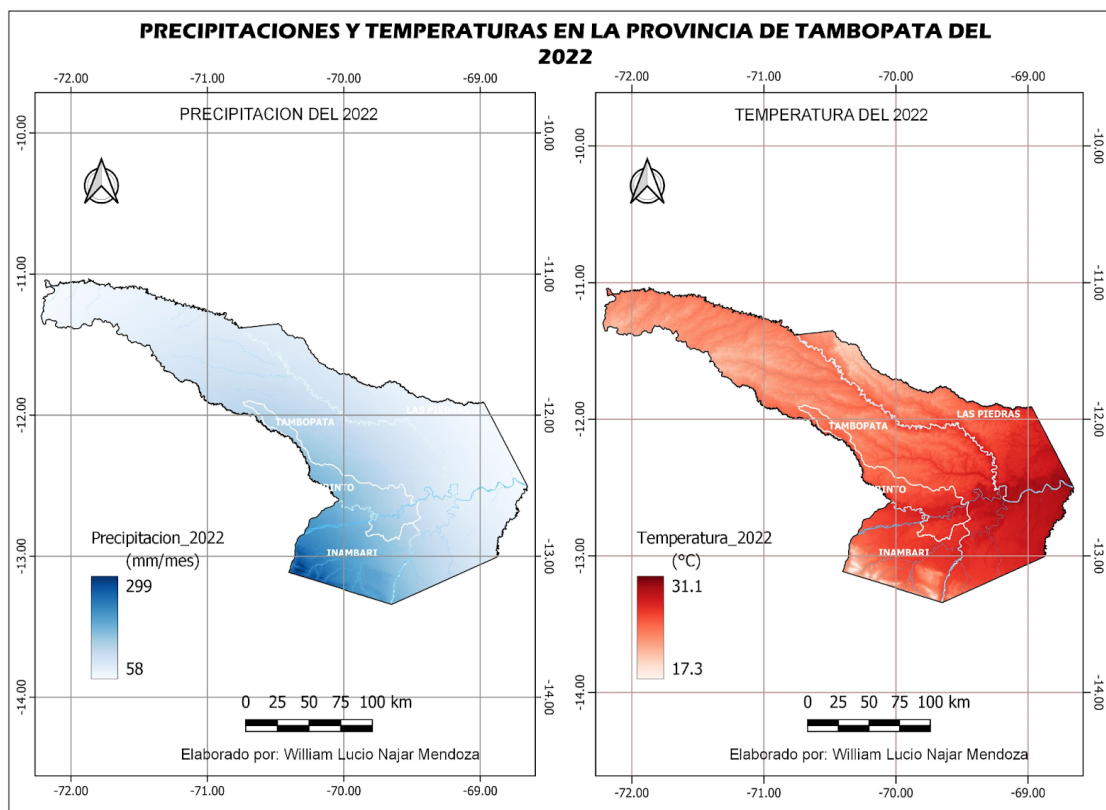 PRECIPITACIONES Y TEMPERATURAS EN LA PROVINCIA DE TAMBOPATA DEL
2022
-72.00 -71.00 -70.00 -69.00
PRECIPITACION DEL 2022
-10.00
-11.00
-12.00
-13.00
-14.00
-10.00
-11.00
-12.00
-13.00
-14.00
LAS PIEDRAS
TAMBOPATA
INAMBARI
Precipitacion_2022
(mm/mes)
299
58
0 25 50 75 100 km
Elaborado por: William Lucio Najar Mendoza
-72.00 -71.00 -70.00 -69.00
-72.00 -71.00 -70.00 -69.00
TEMPERATURA DEL 2022
-10.00
-11.00
-12.00
-13.00
-14.00
-10.00
-11.00
-12.00
-13.00
-14.00
LAS PIEDRAS
TAMBOPATA
INAMBARI
Temperatura_2022
(°C)
31.1
17.3
0 25 50 75 100 km
Elaborado por: William Lucio Najar Mendoza
-72.00 -71.00 -70.00 -69.00